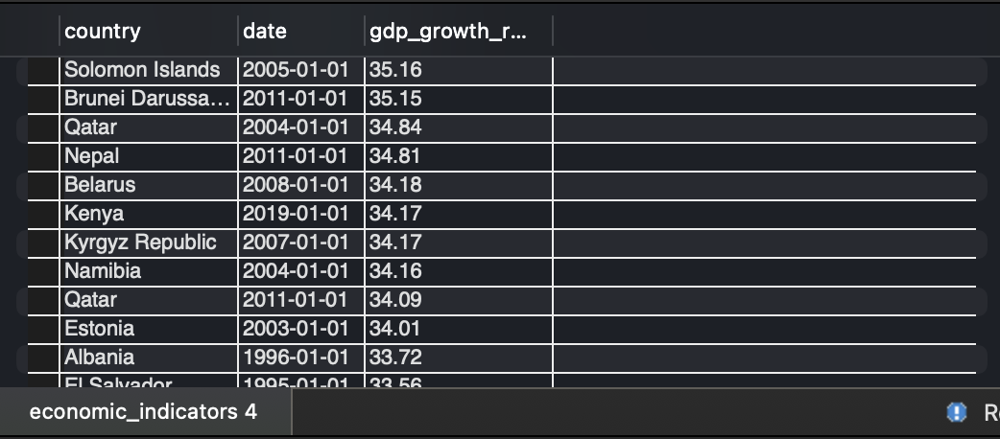 country date gdp_growth_r...
Solomon Islands 2005-01-01 35.16
Brunei Darussa... 2011-01-01 35.15
Qatar 2004-01-01 34.84
Nepal 2011-01-01 34.81
Belarus 2008-01-01 34.18
Kenya 2019-01-01 34.17
Kyrgyz Republic 2007-01-01 34.17
Namibia 2004-01-01 34.16
Qatar 2011-01-01 34.09
Estonia 2003-01-01 34.01
Albania 1996-01-01 33.72
El Salvador 1995-01-01 33.56
economic_indicators 4